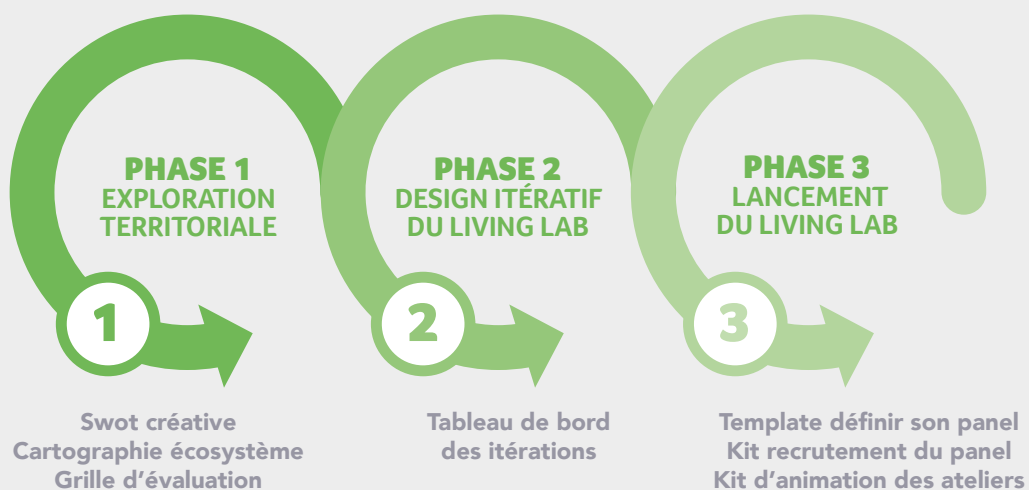 PHASE 1
EXPLORATION
TERRITORIALE
1
Swot créative
Cartographie écosystème
Grille d'évaluation
PHASE 2
DESIGN ITÉRATIF
DU LIVING LAB
2
Tableau de bord
des itérations
PHASE 3
LANCEMENT
DU LIVING LAB
3
Template définir son panel
Kit recrutement du panel
Kit d'animation des ateliers